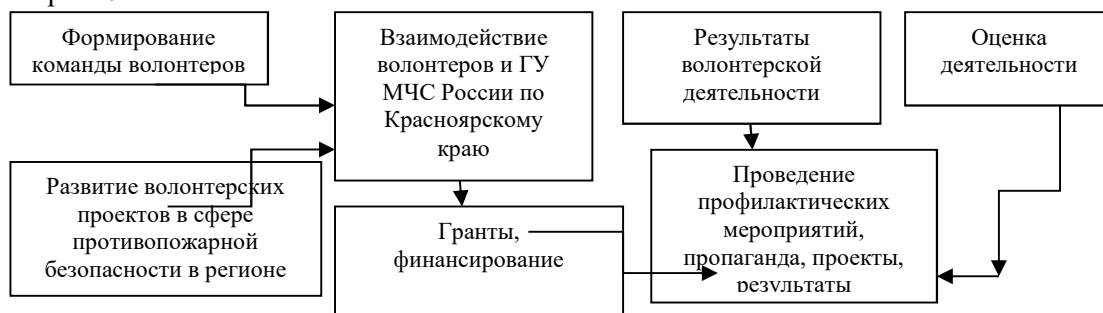 Формирование
команды волонтеров
Взаимодействие
волонтеров и ГУ
МЧС России по
Красноярскому
краю
Результаты
волонтерской
деятельности
Оценка
деятельности
Развитие волонтерских
проектов в сфере
противопожарной
безопасности в регионе
Гранты,
финансирование
Проведение
профилактических
мероприятий,
пропаганда, проекты,
результаты